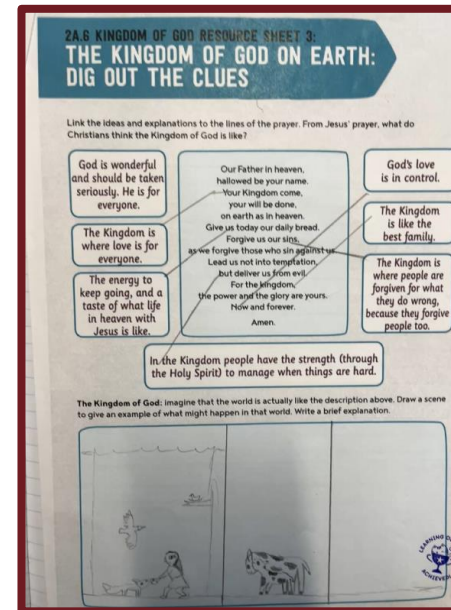 2A.6 KINGDOM OF GOD RESOURCE SHEET 3:
THE KINGDOM OF GOD ON EARTH:
DIG OUT THE CLUES
Link the ideas and explanations to the lines of the prayer. From Jesus' prayer, what do
Christians think the Kingdom of God is like?
God is wonderful
and should be taken
seriously. He is for
everyone.
The Kingdom is
where love is for
everyone.
The energy to
keep going, and a
taste of what life
in heaven with
Jesus is like.
Our Father in heaven,
hallowed be your name.
Your Kingdom come,
your will be done,
on earth as in heaven.
Give us today our daily bread.
Forgive us our sins,
as we forgive those who sin against us.
Lead us not into temptation,
but deliver us from evil.
For the kingdom,
the power and the glory are yours.
Now and forever.
Amen.
God's love
is in control.
The Kingdom
is like the
best family.
The Kingdom is
where people are
forgiven for what
they do wrong,
because they forgive
people too.
In the Kingdom people have the strength (through
the Holy Spirit) to manage when things are hard.
The Kingdom of God: imagine that the world is actually like the description above. Draw a scene
to give an example of what might happen in that world. Write a brief explanation.
LEARNING
ACHIEVED